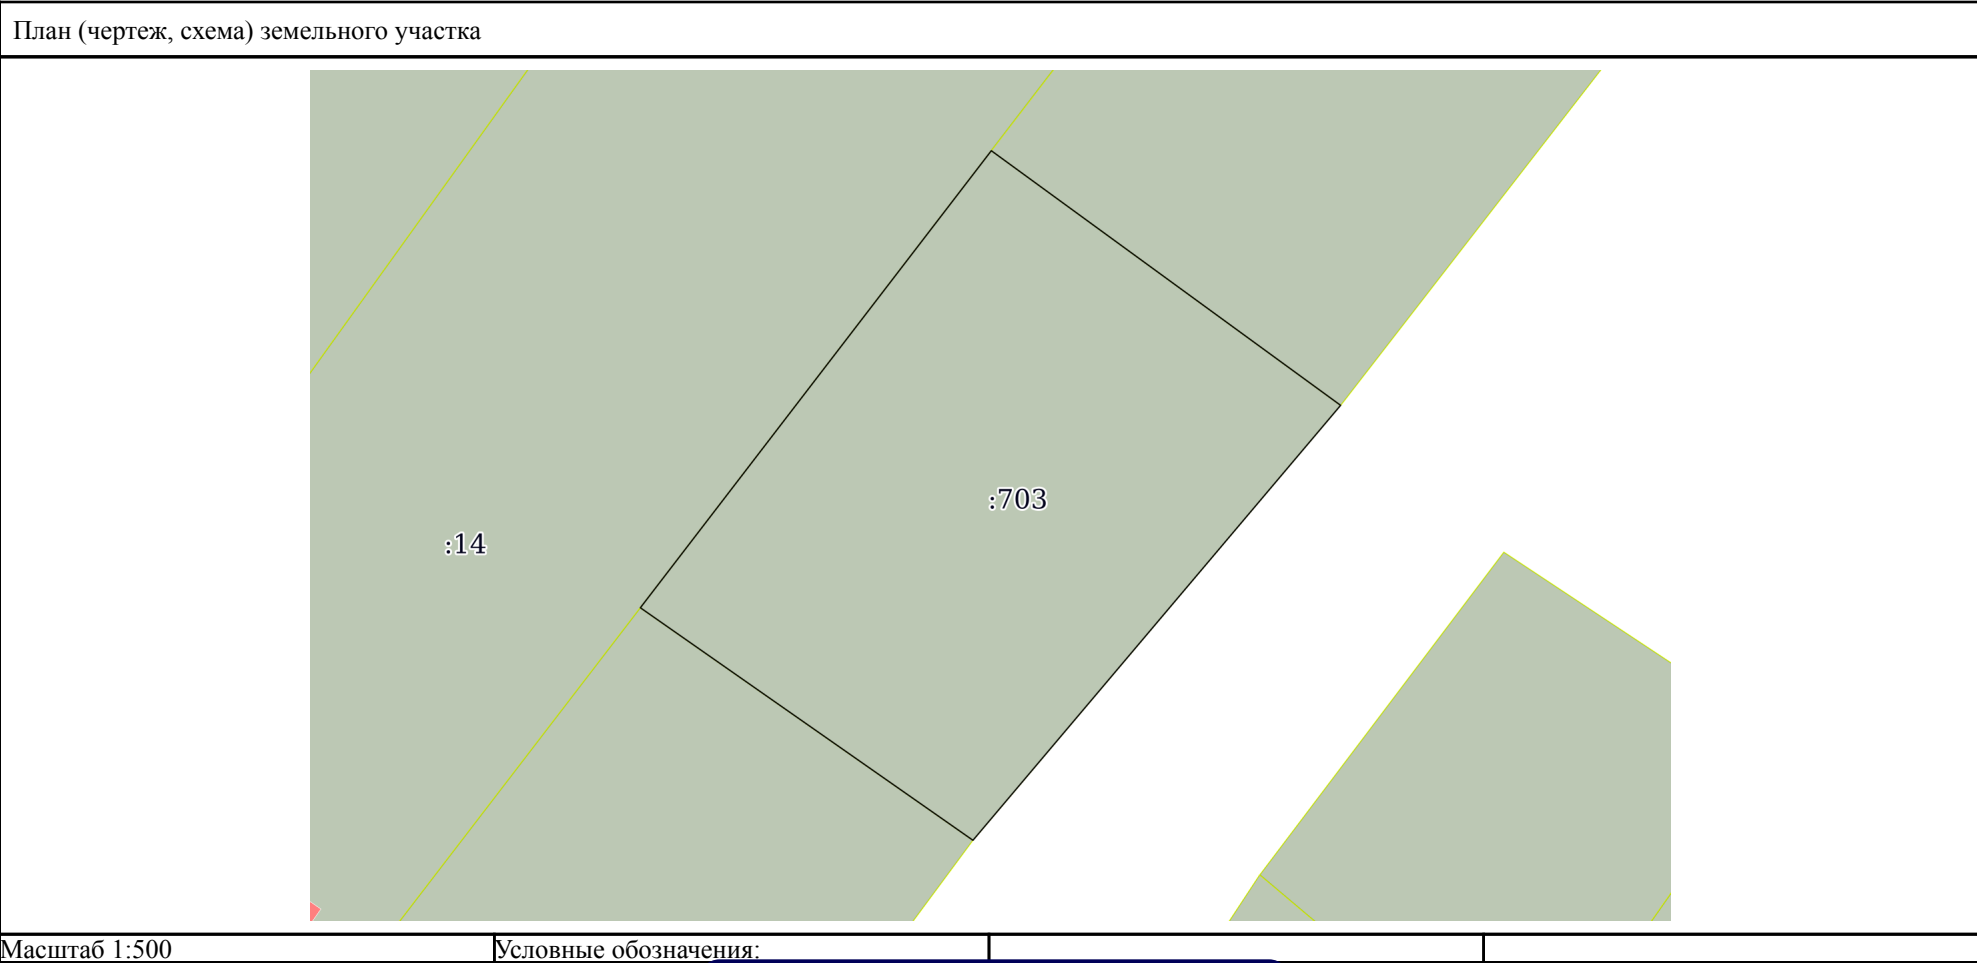 План (чертеж, схема) земельного участка
:703
:14
Масштаб 1:500
Условные обозначения: